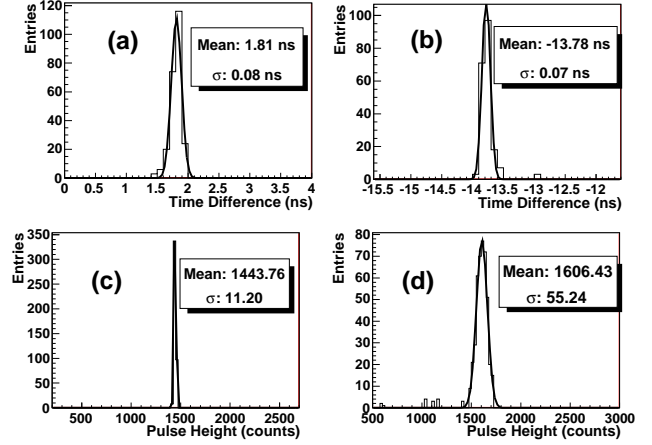 Entries
120
100
80
60
40
20
0
(a)
Mean: 1.81 ns
σ: 0.08 ns
0 0.5 1 1.5 2 2.5 3 3.5 4
Time Difference (ns)
Entries
100
80
60
40
20
0
(b)
Mean: -13.78 ns
σ: 0.07 ns
-15.5 -15 -14.5 -14 -13.5 -13 -12.5 -12
Time Difference (ns)
Entries
350
300
250
200
150
100
50
0
(c)
Mean: 1443.76
σ: 11.20
500 1000 1500 2000 2500
Pulse Height (counts)
Entries
80
70
60
50
40
30
20
10
0
(d)
Mean: 1606.43
σ: 55.24
500 1000 1500 2000 2500 3000
Pulse Height (counts)